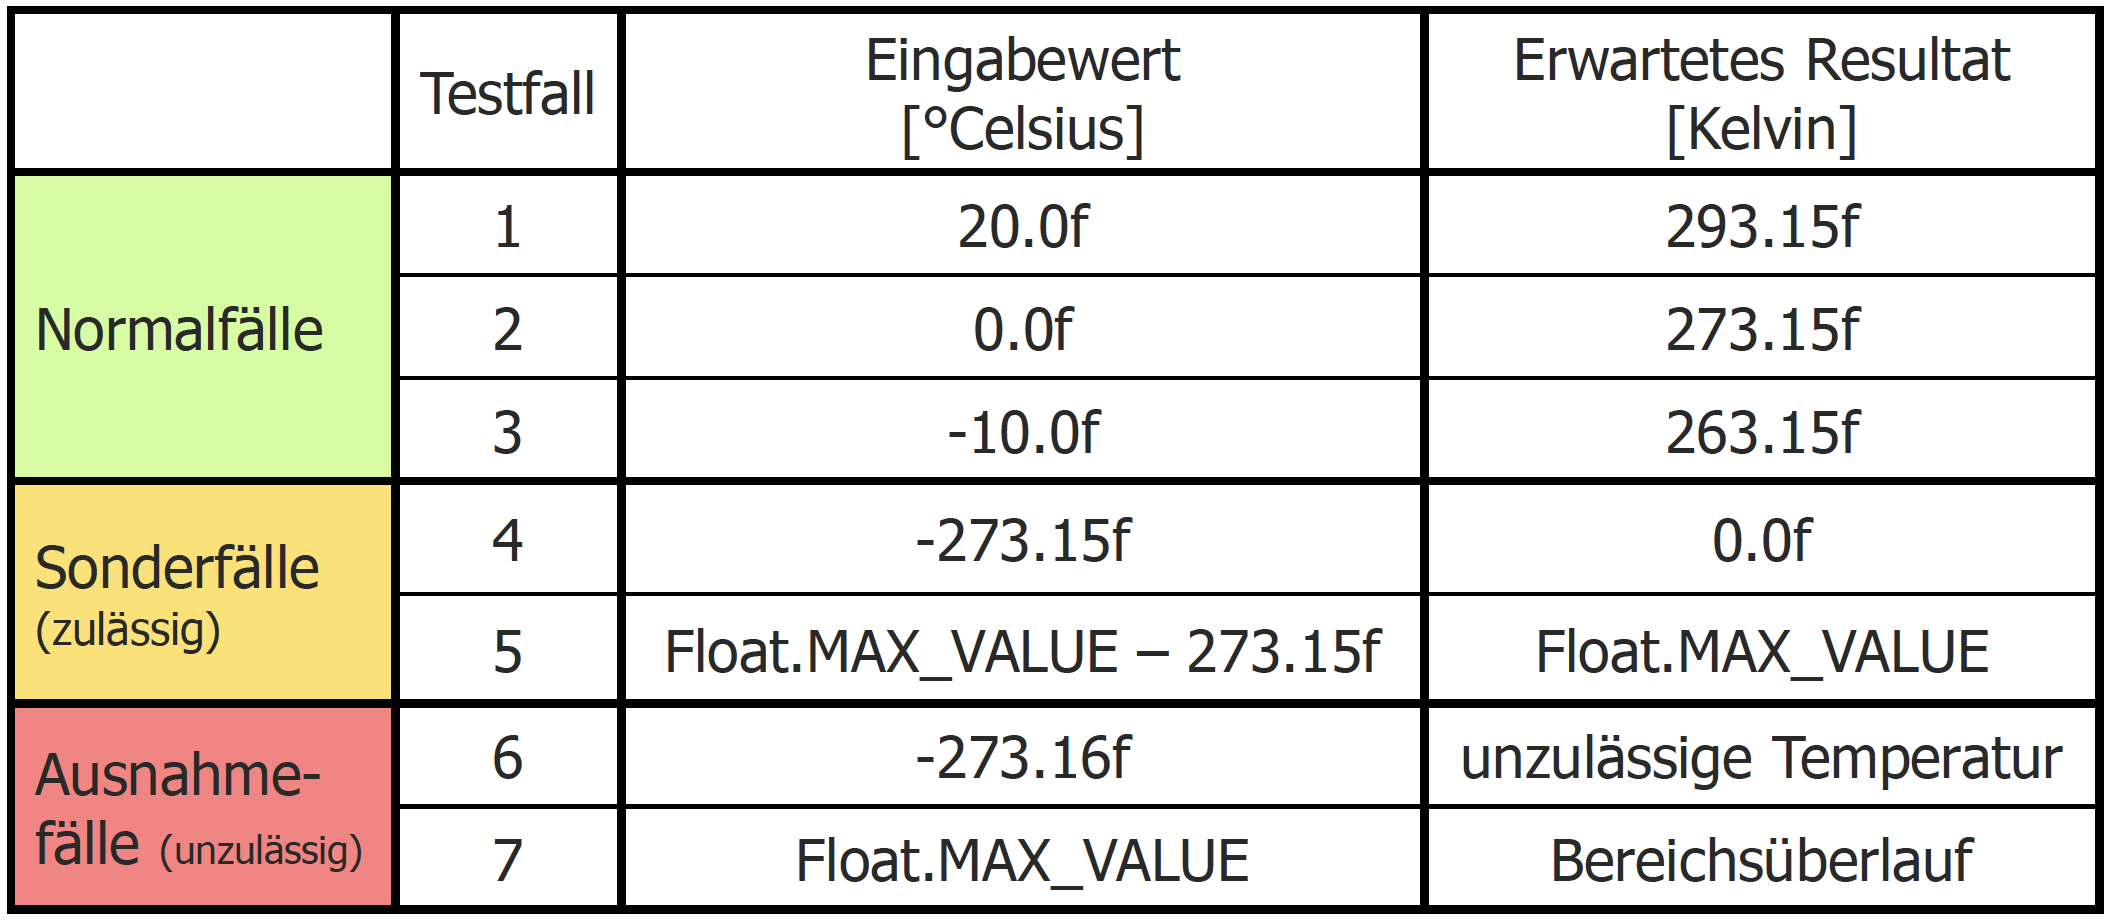 Testfall
Eingabewert
[°Celsius]
Erwartetes Resultat
[Kelvin]
Normalfälle
1
20.0f
293.15f
2
0.0f
273.15f
3
-10.0f
263.15f
Sonderfälle
(zulässig)
4
-273.15f
0.0f
5
Float.MAX_VALUE – 273.15f
Float.MAX_VALUE
Ausnahme-
fälle (unzulässig)
6
-273.16f
unzulässige Temperatur
7
Float.MAX_VALUE
Bereichsüberlauf